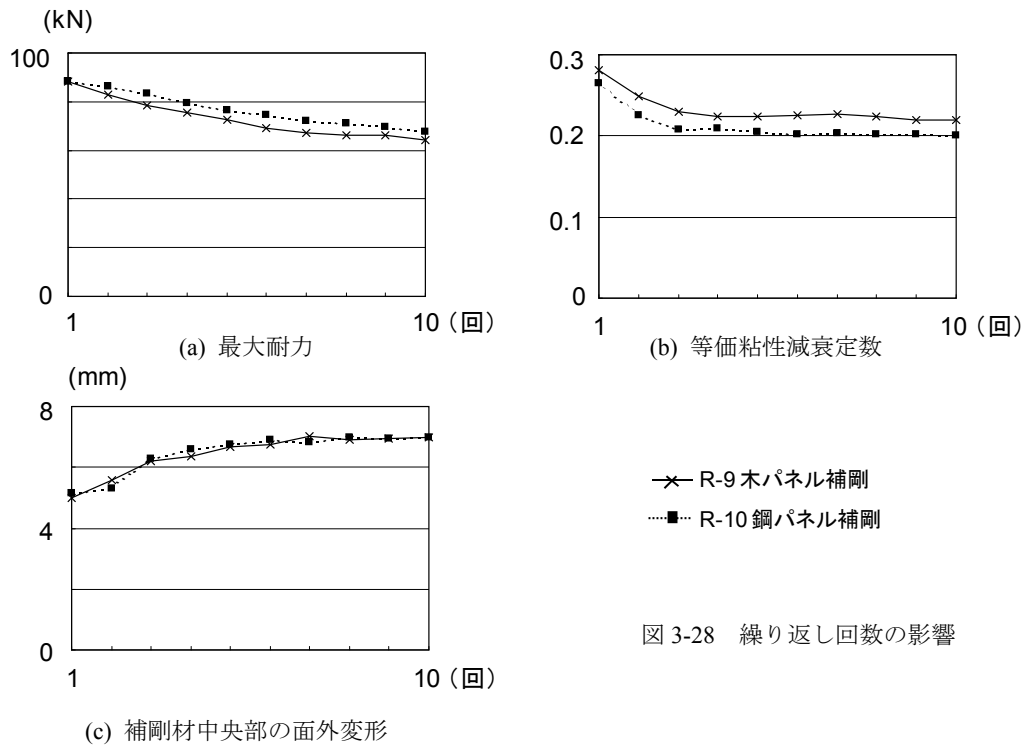 (kN)
100
0
1
10（回）
(a) 最大耐力
0.3
0.2
0.1
0
1
10（回）
(b) 等価粘性減衰定数
(mm)
8
4
0
1
10（回）
(c) 補剛材中央部の面外変形
R-9 木パネル補剛
R-10 鋼パネル補剛
図 3-28　繰り返し回数の影響